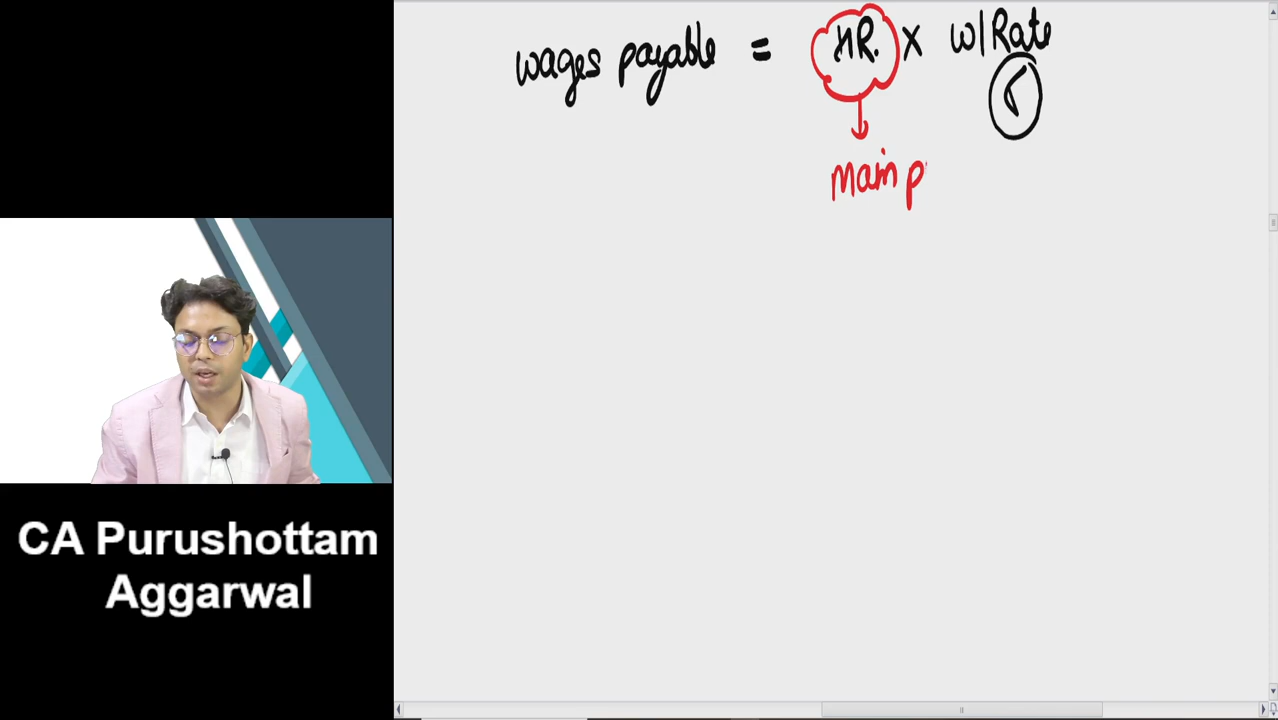 wages payable = HR. x w/Rate
main p
CA Purushottam
Aggarwal